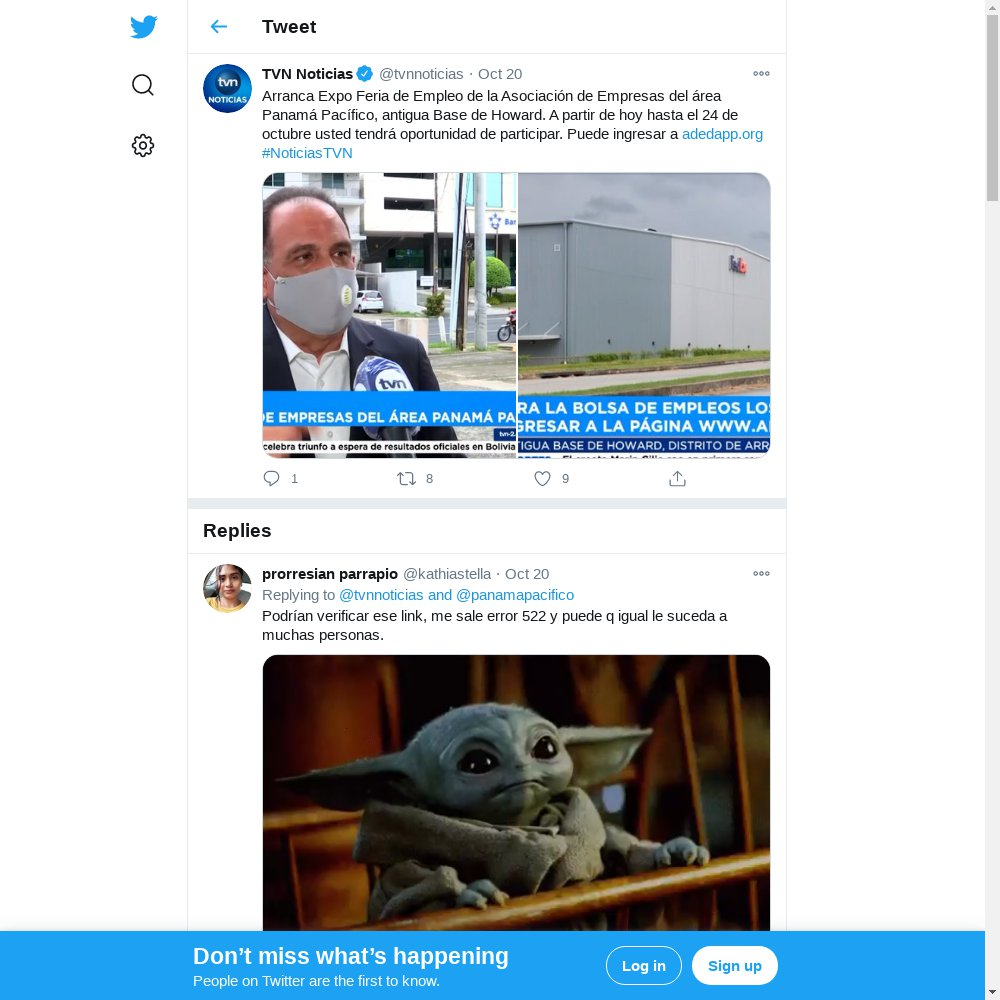 Tweet
TVN Noticias @tvnnoticias · Oct 20
tvn
NOTICIAS
Arranca Expo Feria de Empleo de la Asociación de Empresas del área
Panamá Pacífico, antigua Base de Howard. A partir de hoy hasta el 24 de
octubre usted tendrá oportunidad de participar. Puede ingresar a adedapp.org
#NoticiasTVN
Ban
tvn
DE EMPRESAS DEL ÁREA PANAMÁ PA
tvn-2.
celebra triunfo a espera de resultados oficiales en Bolivia
RA LA BOLSA DE EMPLEOS LOS
GRESAR A LA PÁGINA WWW.A
TIGUA BASE DE HOWARD, DISTRITO DE ARR
1 8 9
Replies
prorresian parrapio @kathiastella · Oct 20
Replying to @tvnnoticias and @panamapacifico
Podrían verificar ese link, me sale error 522 y puede q igual le suceda a
muchas personas.
Don’t miss what’s happening
People on Twitter are the first to know.
Log in
Sign up